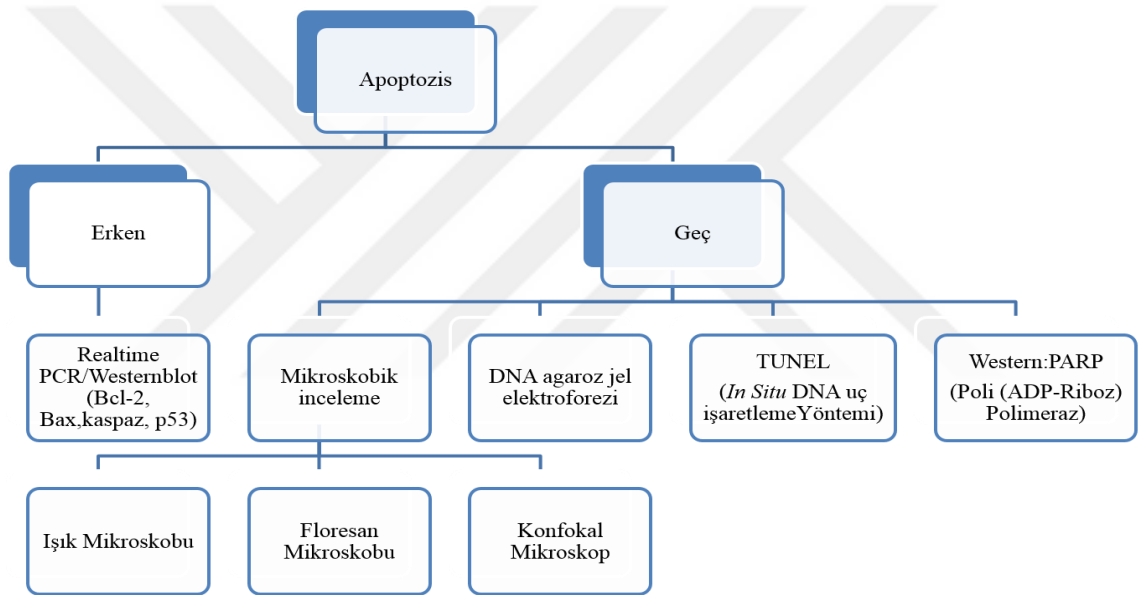 Apoptozis
Erken
Geç
Realtime
PCR/Westernblot
(Bcl-2,
Bax,kaspaz, p53)
Mikroskobik
inceleme
DNA agaroz jel
elektroforezi
TUNEL
(In Situ DNA uç
işaretlemeYöntemi)
Western:PARP
(Poli (ADP-Riboz)
Polimeraz)
Işık Mikroskobu
Floresan
Mikroskobu
Konfokal
Mikroskop